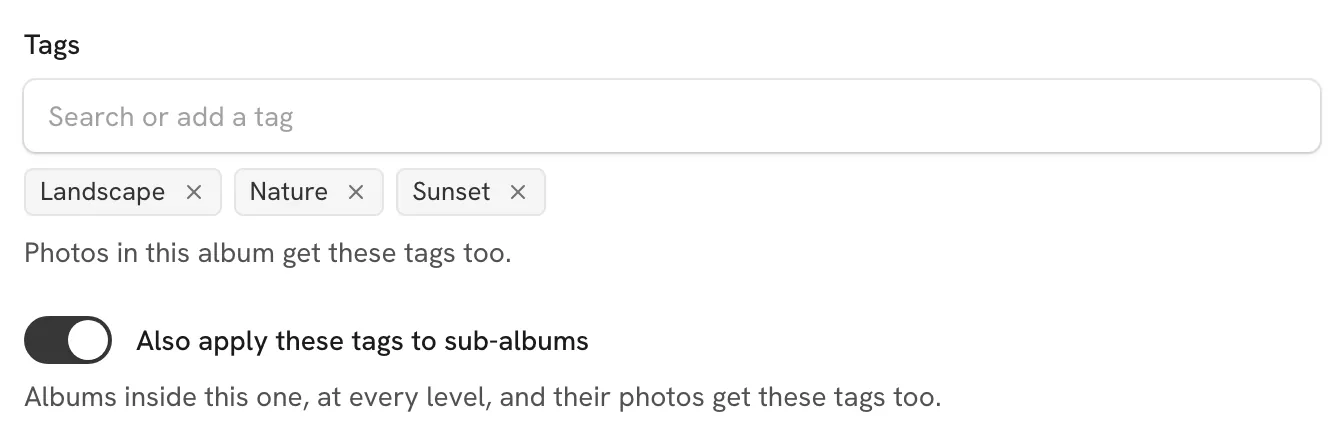 Tags
Search or add a tag
Landscape × Nature × Sunset ×
Photos in this album get these tags too.
Also apply these tags to sub-albums
Albums inside this one, at every level, and their photos get these tags too.